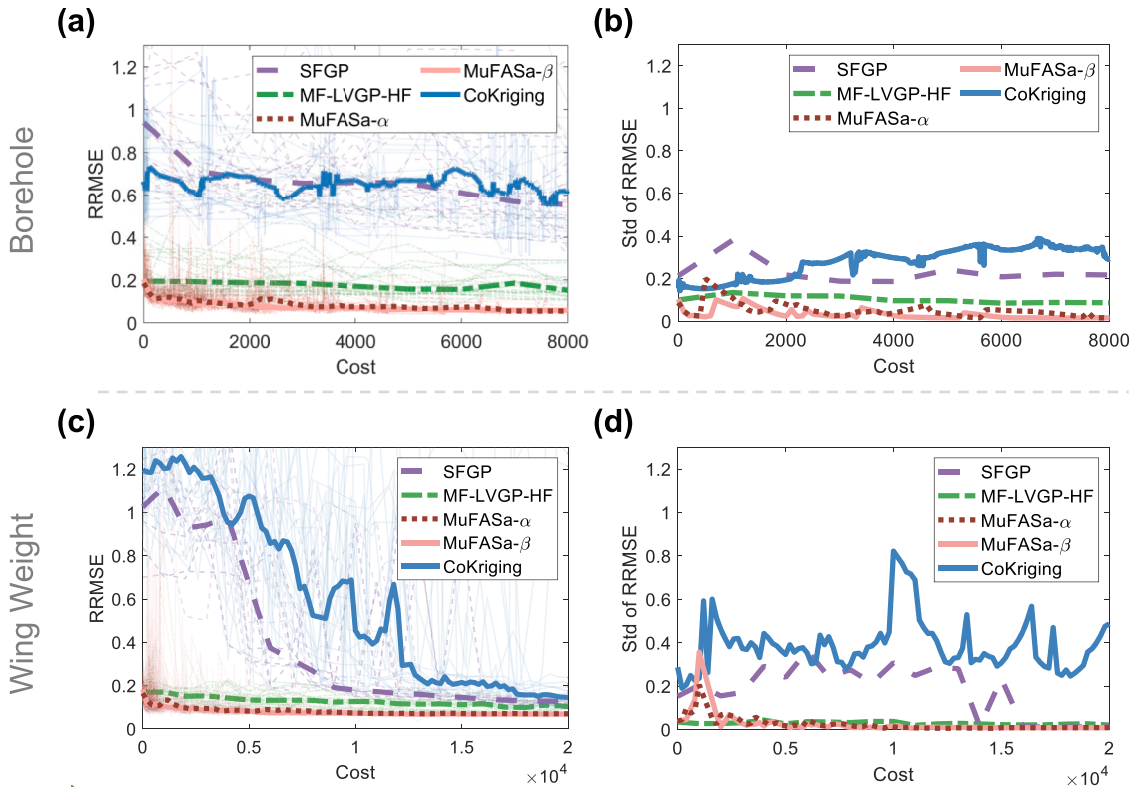 (a)
(b)
Borehole
1.2
1
0.8
0.6
0.4
0.2
0
RRMSE
SFGP
MF-LVGP-HF
MuFASa-α
MuFASa-β
CoKriging
0
2000
4000
6000
8000
Cost
1.2
1
0.8
0.6
0.4
0.2
0
Std of RRMSE
SFGP
MF-LVGP-HF
MuFASa-α
MuFASa-β
CoKriging
0
2000
4000
6000
8000
Cost
(c)
(d)
Wing Weight
1.2
1
0.8
0.6
0.4
0.2
0
RRMSE
SFGP
MF-LVGP-HF
MuFASa-α
MuFASa-β
CoKriging
0
0.5
1
1.5
2
Cost
×10⁴
1.2
1
0.8
0.6
0.4
0.2
0
Std of RRMSE
SFGP
MF-LVGP-HF
MuFASa-α
MuFASa-β
CoKriging
0
0.5
1
1.5
2
Cost
×10⁴